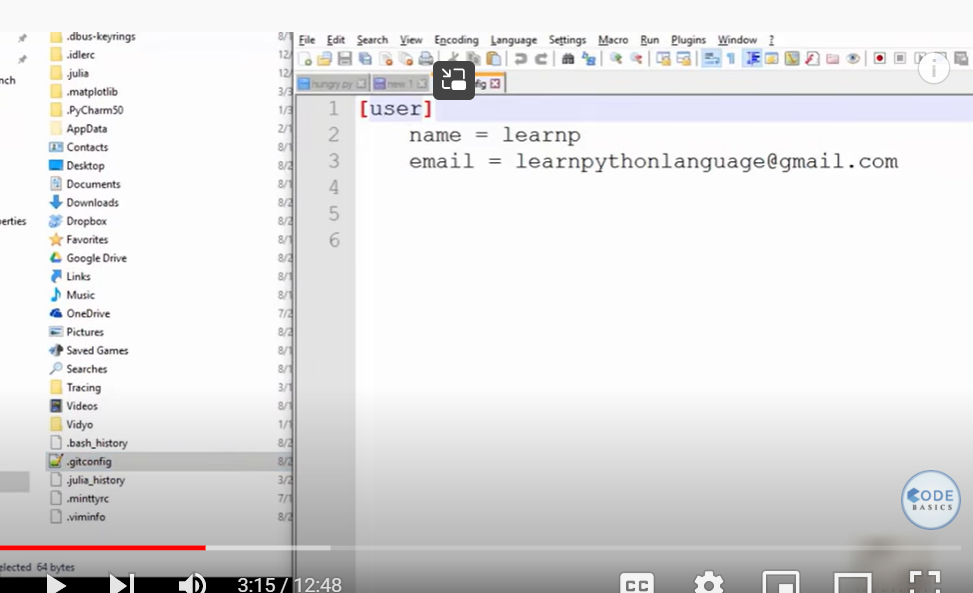 File Edit Search View Encoding Language Settings Macro Run Plugins Window ?
hungry.py new 1 fig
1 [user]
2 name = learnp
3 email = learnpythonlanguage@gmail.com
4
5
6
nch
erties
.dbus-keyrings 8/1
.idlerc 12/
.julia 12/
.matplotlib 3/3
.PyCharm50 1/3
AppData 2/1
Contacts 8/1
Desktop 8/2
Documents 8/1
Downloads 8/2
Dropbox 8/2
Favorites 8/1
Google Drive 8/2
Links 8/1
Music 8/1
OneDrive 7/2
Pictures 8/1
Saved Games 8/1
Searches 8/1
Tracing 3/1
Videos 8/1
Vidyo 1/1
.bash_history 8/2
.gitconfig 8/2
.julia_history 3/2
.minttyrc 7/1
.viminfo 8/2
CODE
BASICS
elected 64 bytes
3:15 / 12:48
CC